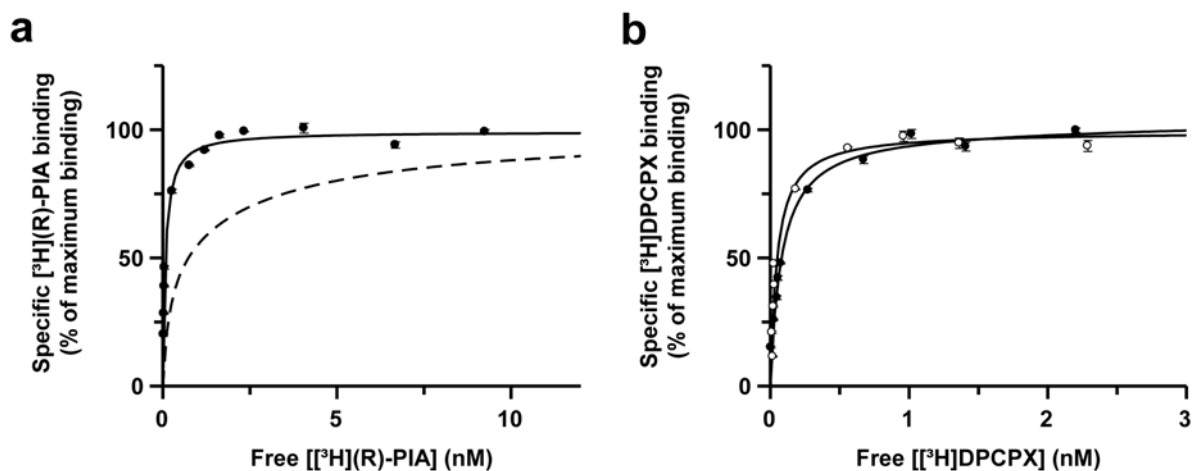 a
Specific [³H](R)-PIA binding
(% of maximum binding)
100
50
0
0
5
10
Free [[³H](R)-PIA] (nM)
b
Specific [³H]DPCPX binding
(% of maximum binding)
100
50
0
0
1
2
3
Free [[³H]DPCPX] (nM)